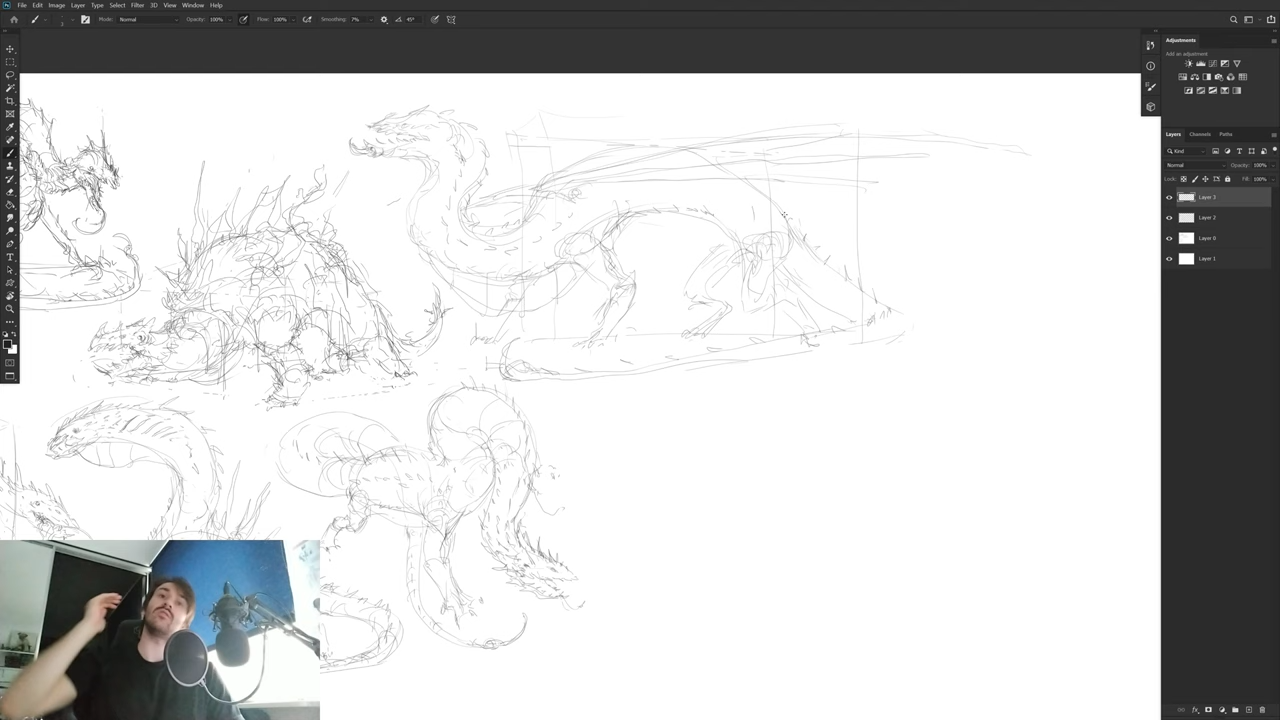 File Edit Image Layer Type Select Filter 3D View Window Help
Mode: Normal Opacity: 100% Flow: 100% Smoothing: 7% 45°
Adjustments
Add an adjustment
Layers Channels Paths
Kind
Normal Opacity: 100%
Lock: Fill: 100%
Layer 3
Layer 2
Layer 0
Layer 1